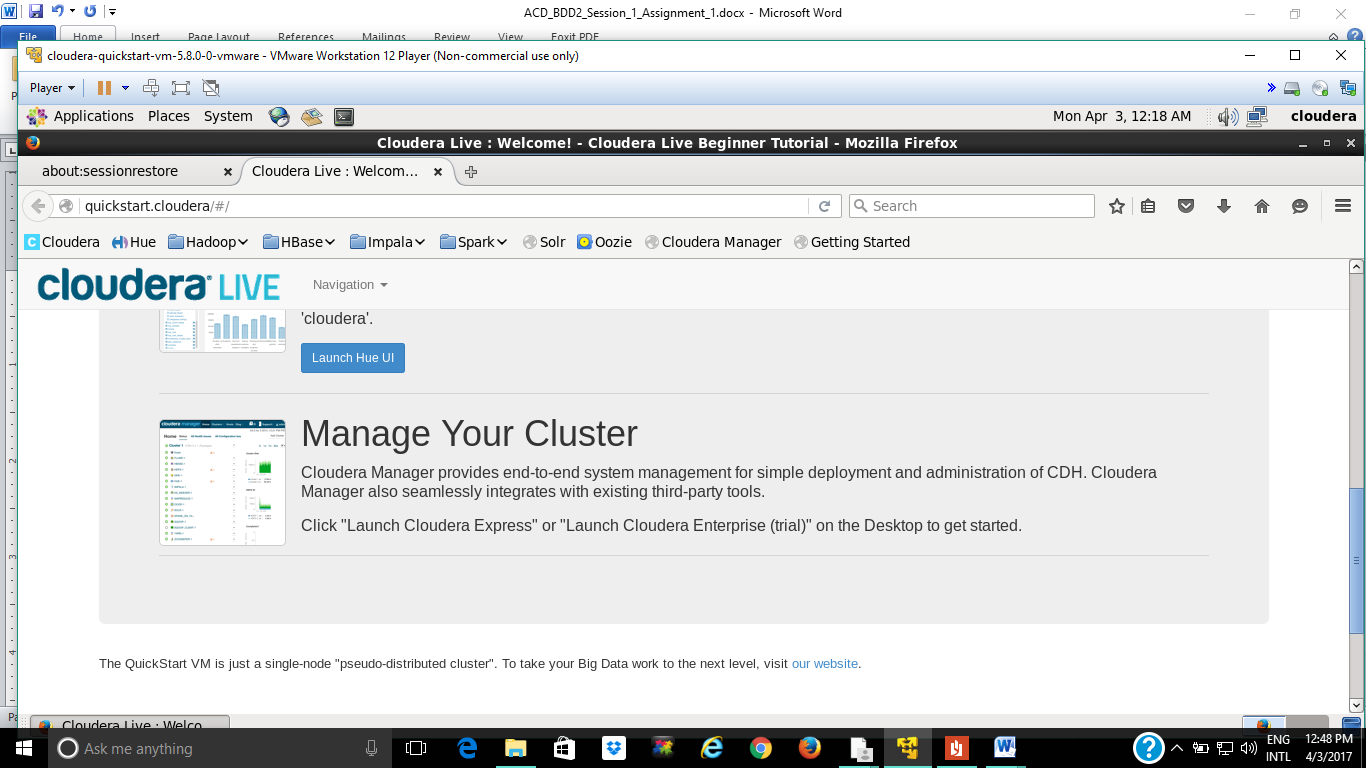 ACD_BDD2_Session_1_Assignment_1.docx - Microsoft Word
File Home Insert Page Layout References Mailings Review View Foxit PDF
cloudera-quickstart-vm-5.8.0-0-vmware - VMware Workstation 12 Player (Non-commercial use only)
Player
Applications Places System Mon Apr 3, 12:18 AM cloudera
Cloudera Live : Welcome! - Cloudera Live Beginner Tutorial - Mozilla Firefox
about:sessionrestore Cloudera Live : Welcom...
quickstart.cloudera/#/ Search
Cloudera Hue Hadoop HBase Impala Spark Solr Oozie Cloudera Manager Getting Started
cloudera LIVE Navigation
'cloudera'.
Launch Hue UI
Manage Your Cluster
Cloudera Manager provides end-to-end system management for simple deployment and administration of CDH. Cloudera
Manager also seamlessly integrates with existing third-party tools.
Click "Launch Cloudera Express" or "Launch Cloudera Enterprise (trial)" on the Desktop to get started.
The QuickStart VM is just a single-node "pseudo-distributed cluster". To take your Big Data work to the next level, visit our website.
Cloudera Live : Welco
Ask me anything ENG 12:48 PM
INTL 4/3/2017